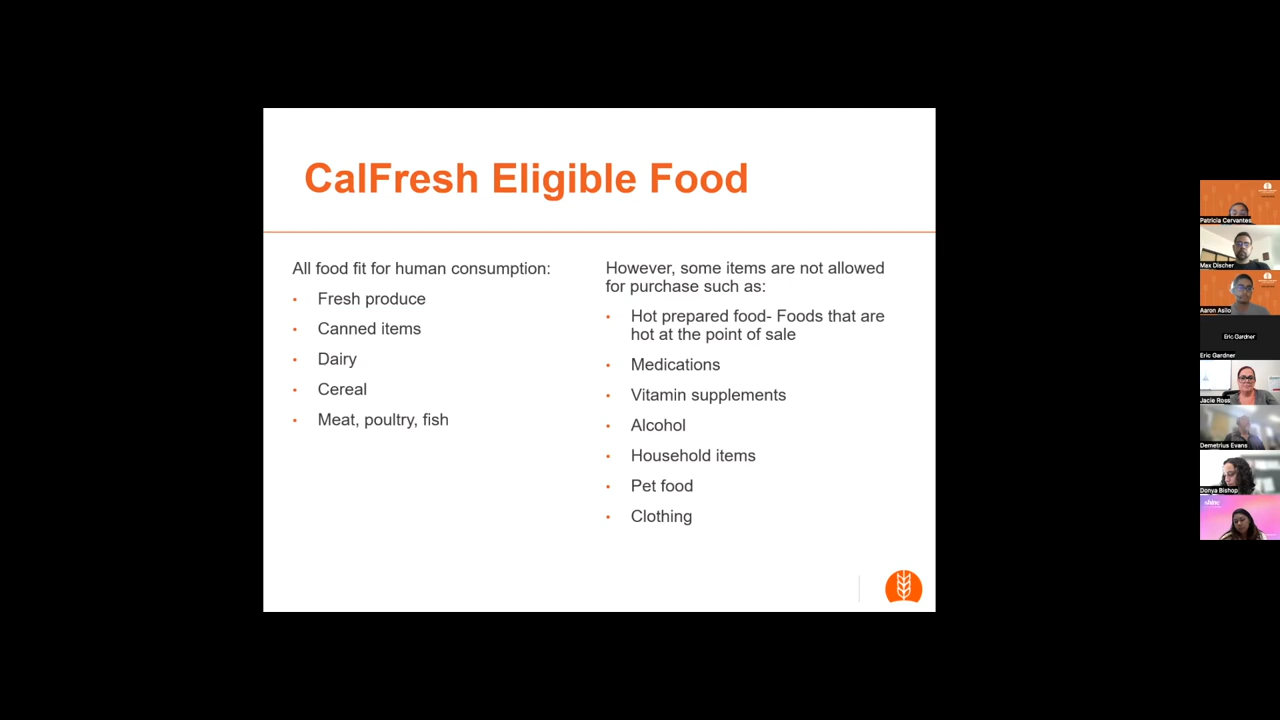 CalFresh Eligible Food
All food fit for human consumption:
• Fresh produce
• Canned items
• Dairy
• Cereal
• Meat, poultry, fish
However, some items are not allowed
for purchase such as:
• Hot prepared food- Foods that are
hot at the point of sale
• Medications
• Vitamin supplements
• Alcohol
• Household items
• Pet food
• Clothing
Patricia Cervantes
Max Discher
Aaron Asilo
Eric Gardner
Eric Gardner
Jacie Ross
Demetrius Evans
Donya Bishop